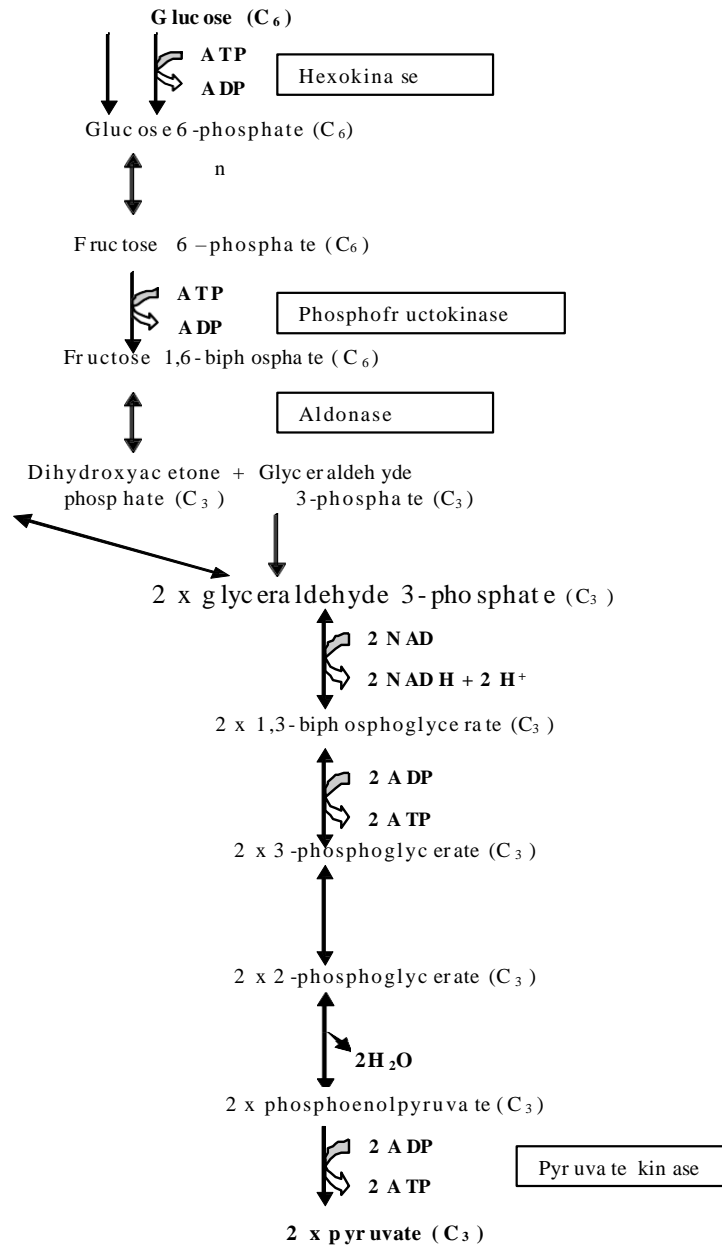 Glucose (C₆)
ATP
ADP
Hexokinase
Glucose 6-phosphate (C₆)
n
Fructose 6 –phosphate (C₆)
ATP
ADP
Phosphofructokinase
Fructose 1,6-biphosphate (C₆)
Aldonase
Dihydroxyacetone + Glyceraldehyde
phosphate (C₃) 3-phosphate (C₃)
2 x glyceraldehyde 3-phosphate (C₃)
2 NAD
2 NADH + 2 H⁺
2 x 1,3-biphosphoglycerate (C₃)
2 ADP
2 ATP
2 x 3-phosphoglycerate (C₃)
2 x 2-phosphoglycerate (C₃)
2H₂O
2 x phosphoenolpyruvate (C₃)
2 ADP
2 ATP
Pyruvate kinase
2 x pyruvate (C₃)